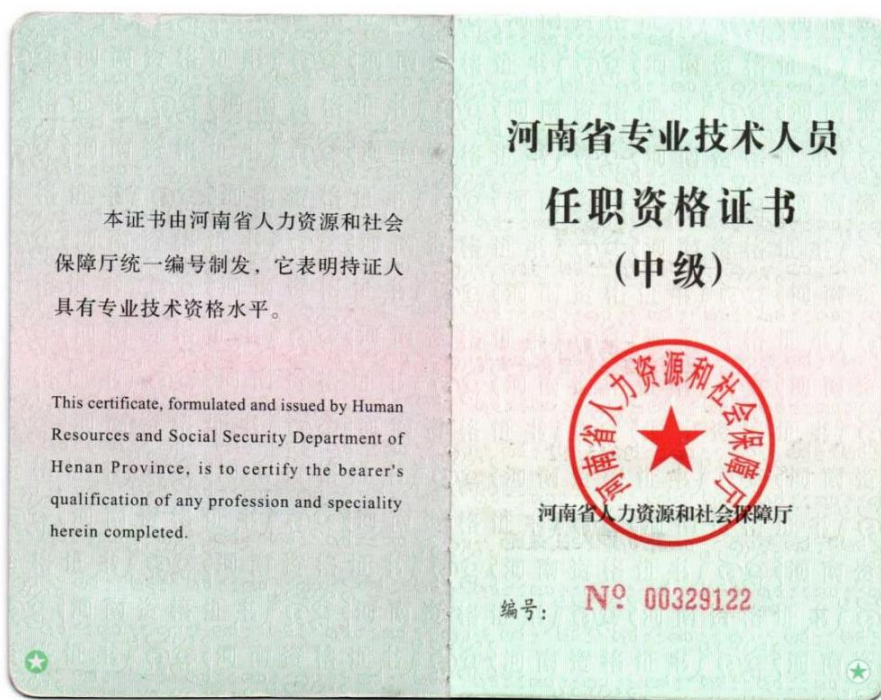 本证书由河南省人力资源和社会
保障厅统一编号制发，它表明持证人
具有专业技术资格水平。
This certificate, formulated and issued by Human
Resources and Social Security Department of
Henan Province, is to certify the bearer's
qualification of any profession and speciality
herein completed.
河南省专业技术人员
任职资格证书
(中级)
河南省人力资源和社会保障厅
河南省人力资源和社会保障厅
编号： Nº 00329122